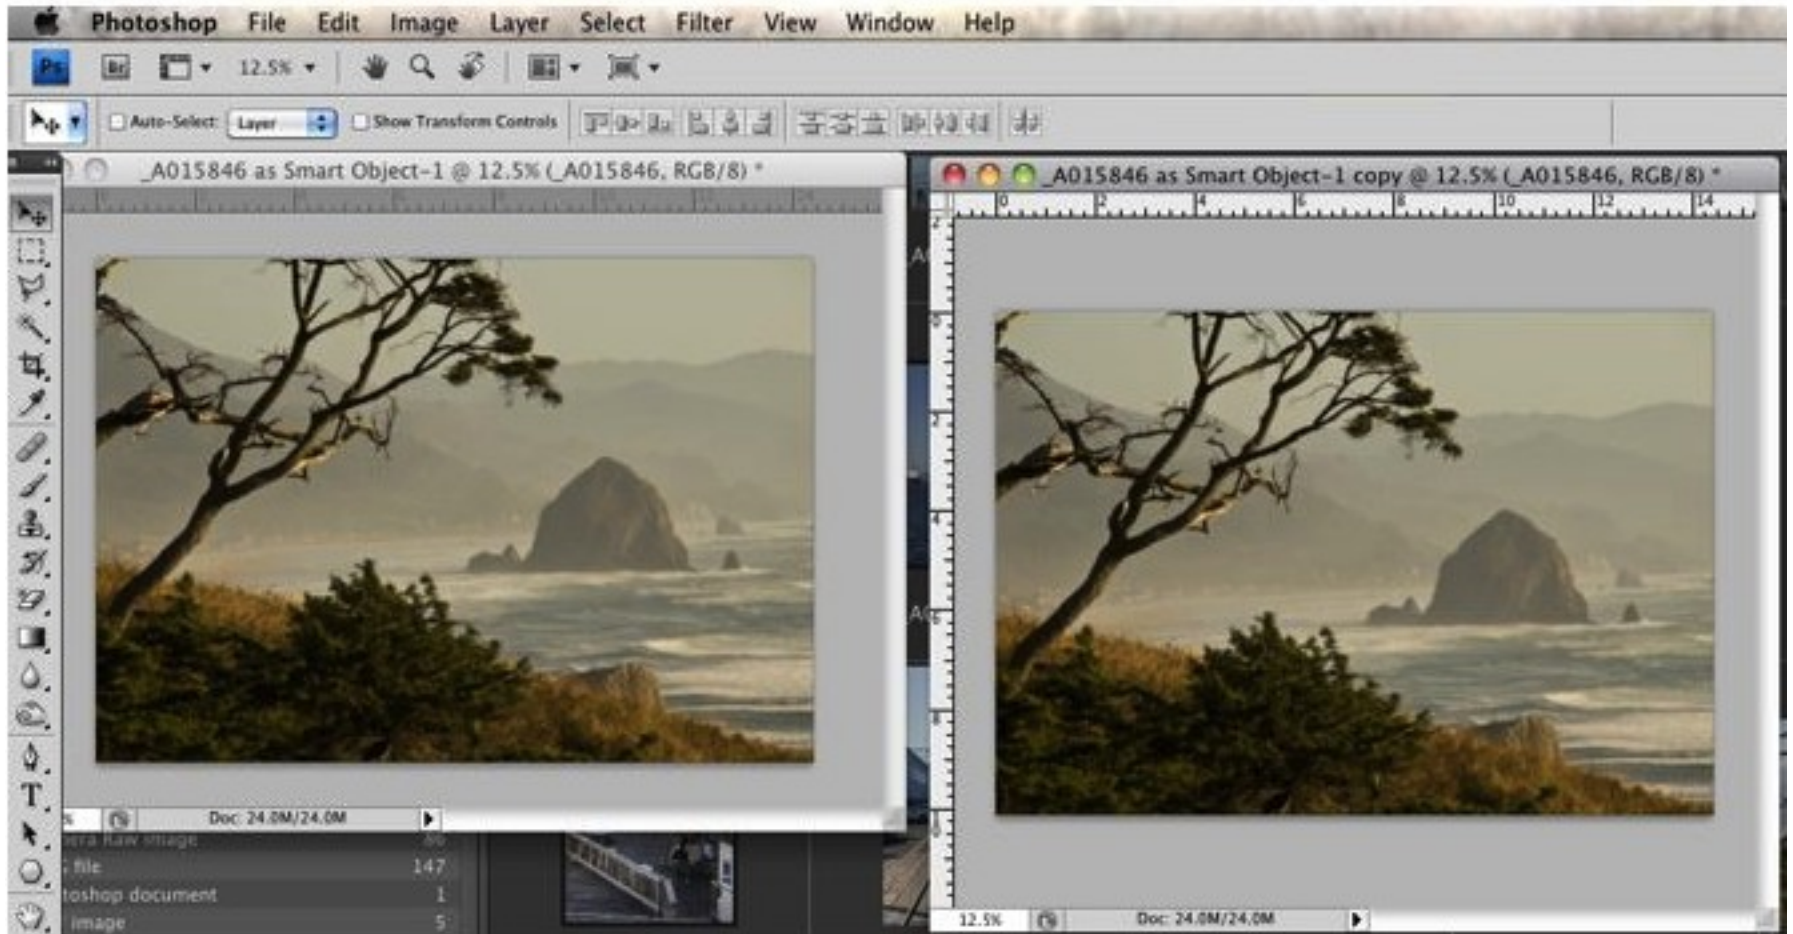 Photoshop File Edit Image Layer Select Filter View Window Help
Ps Br 12.5%
Auto-Select: Layer Show Transform Controls
_A015846 as Smart Object-1 @ 12.5% (_A015846, RGB/8) *
_A015846 as Smart Object-1 copy @ 12.5% (_A015846, RGB/8) *
0 2 4 6 8 10 12 14
T
% Doc: 24.0M/24.0M
era Raw image
file 147
toshop document 1
image 5
12.5% Doc: 24.0M/24.0M